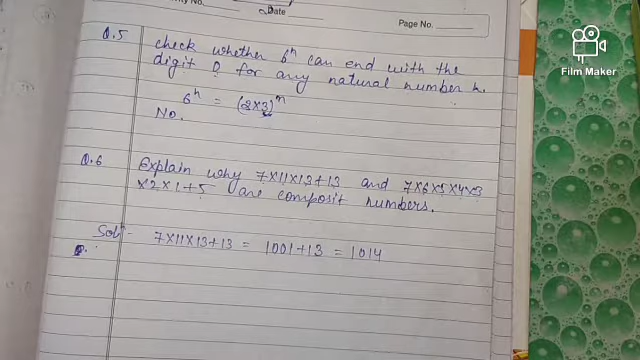 Date
Page No.
Film Maker
Q.5 check whether 6ⁿ can end with the
digit 0 for any natural number n.
6ⁿ = (2×3)ⁿ
No.
Q.6 Explain why 7×11×13+13 and 7×6×5×4×3
×2×1+5 are composit numbers.
Solⁿ- 7×11×13+13 = 1001+13 = 1014